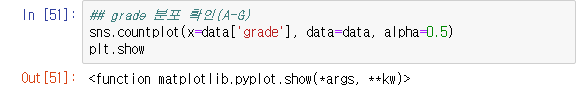 In [51]:
## grade 분포 확인(A-G)
sns.countplot(x=data['grade'], data=data, alpha=0.5)
plt.show
Out[51]: <function matplotlib.pyplot.show(*args, **kw)>